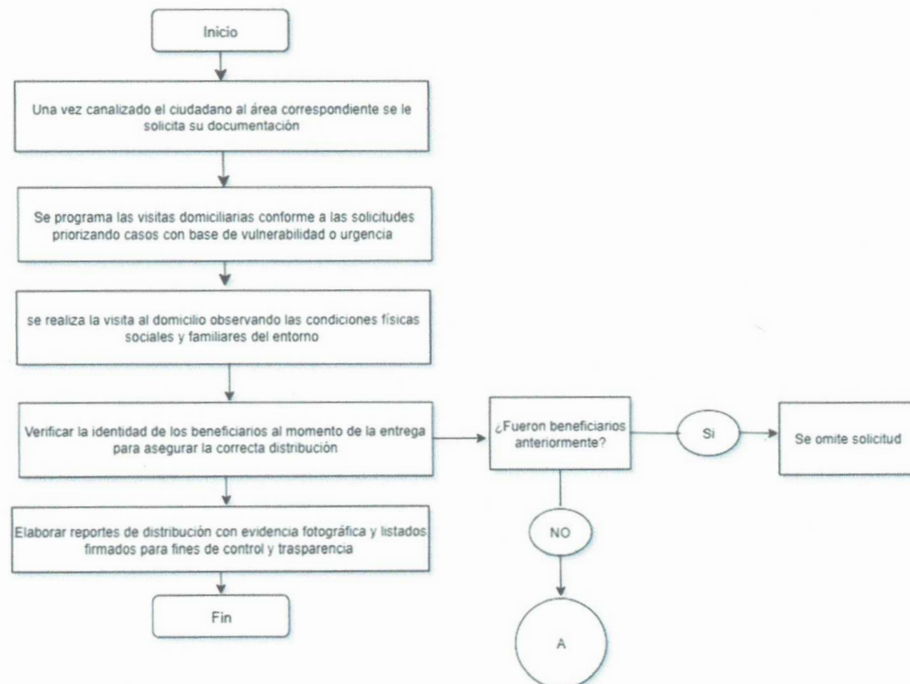 Inicio
Una vez canalizado el ciudadano al área correspondiente se le
solicita su documentación
Se programa las visitas domiciliarias conforme a las solicitudes
priorizando casos con base de vulnerabilidad o urgencia
se realiza la visita al domicilio observando las condiciones físicas
sociales y familiares del entorno
Verificar la identidad de los beneficiarios al momento de la entrega
para asegurar la correcta distribución
¿Fueron beneficiarios
anteriormente?
Si
Se omite solicitud
Elaborar reportes de distribución con evidencia fotográfica y listados
firmados para fines de control y trasparencia
NO
Fin
A